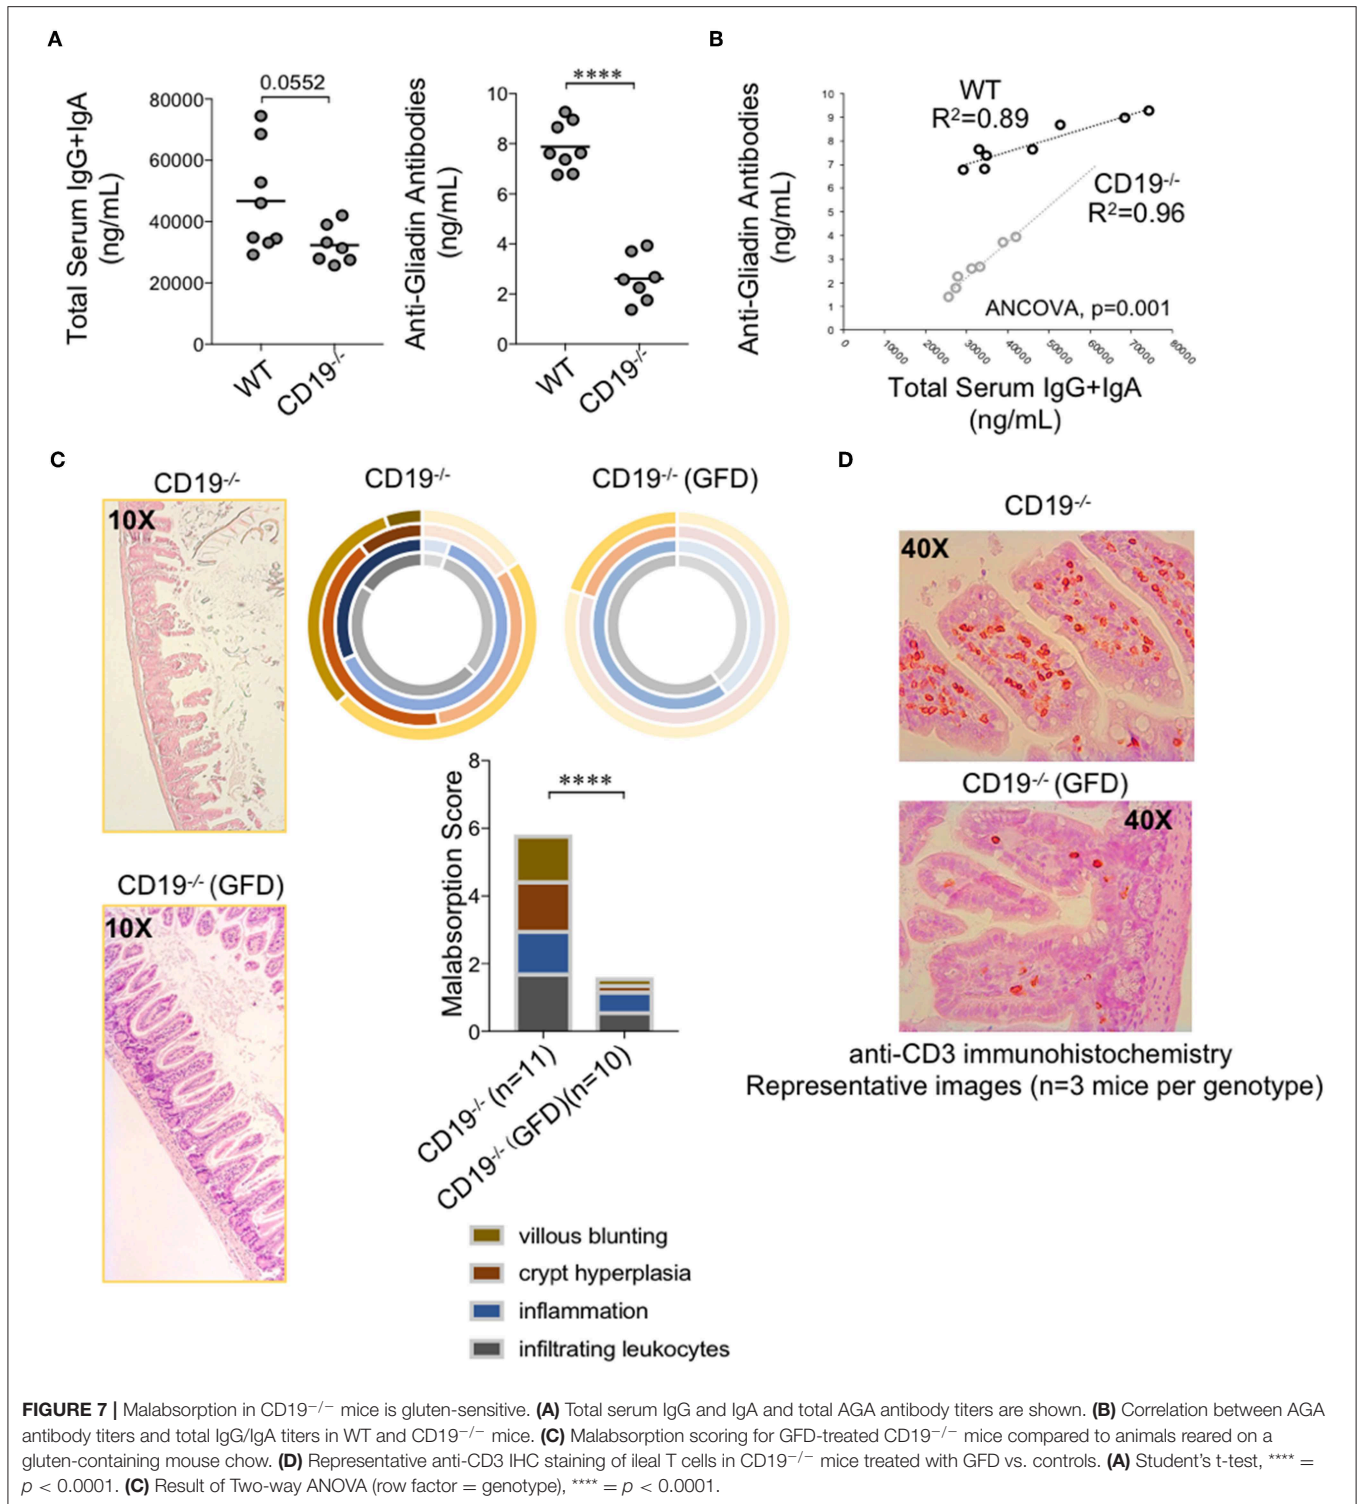 A
Total Serum IgG+IgA
(ng/mL)
80000
60000
40000
20000
0
0.0552
WT
CD19-/-
Anti-Gliadin Antibodies
(ng/mL)
10
8
6
4
2
0
****
WT
CD19-/-
B
Anti-Gliadin Antibodies
(ng/mL)
10
9
8
7
6
5
4
3
2
1
0
WT
R²=0.89
CD19-/-
R²=0.96
ANCOVA, p=0.001
0
10000
20000
30000
40000
50000
60000
70000
80000
Total Serum IgG+IgA
(ng/mL)
C
CD19-/-
10X
CD19-/- (GFD)
10X
CD19-/-
CD19-/- (GFD)
Malabsorption Score
8
6
4
2
0
****
CD19-/- (n=11)
CD19-/- (GFD)(n=10)
villous blunting
crypt hyperplasia
inflammation
infiltrating leukocytes
D
CD19-/-
40X
CD19-/- (GFD)
40X
anti-CD3 immunohistochemistry
Representative images (n=3 mice per genotype)
FIGURE 7 | Malabsorption in CD19−/− mice is gluten-sensitive. (A) Total serum IgG and IgA and total AGA antibody titers are shown. (B) Correlation between AGA
antibody titers and total IgG/IgA titers in WT and CD19−/− mice. (C) Malabsorption scoring for GFD-treated CD19−/− mice compared to animals reared on a
gluten-containing mouse chow. (D) Representative anti-CD3 IHC staining of ileal T cells in CD19−/− mice treated with GFD vs. controls. (A) Student's t-test, **** =
p < 0.0001. (C) Result of Two-way ANOVA (row factor = genotype), **** = p < 0.0001.